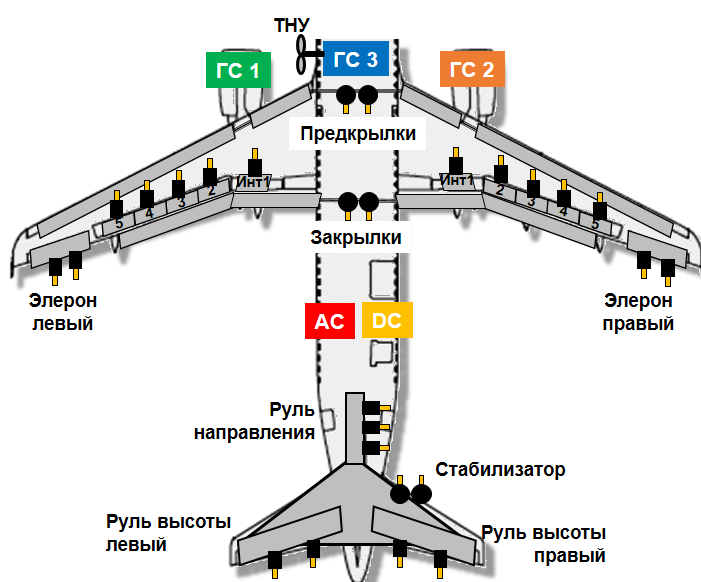 ТНУ
ГС 1
ГС 3
ГС 2
Предкрылки
Инт1
Инт1
2
3
4
5
2
3
4
5
Закрылки
Элерон
левый
Элерон
правый
AC
DC
Руль
направления
Стабилизатор
Руль высоты
левый
Руль высоты
правый